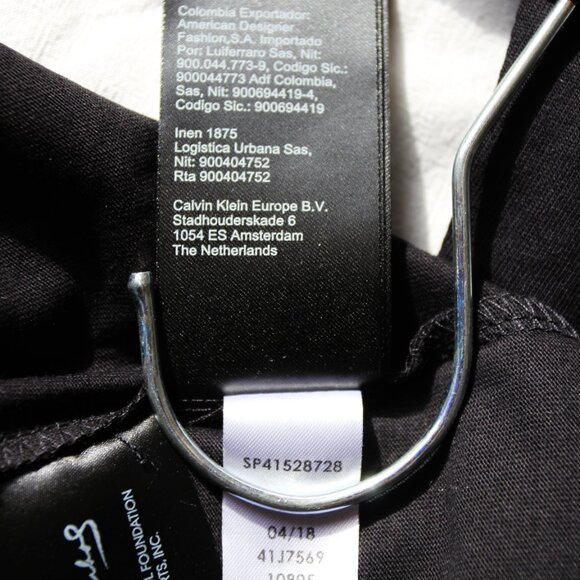 Colombia Exportador:
American Designer
Fashion,S.A. Importado
Por: Luiferraro Sas, Nit:
900.044.773-9, Codigo Sic.:
900044773 Adf Colombia,
Sas, Nit: 900694419-4,
Codigo Sic.: 900694419
Inen 1875
Logistica Urbana Sas,
Nit: 900404752
Rta 900404752
Calvin Klein Europe B.V.
Stadhouderskade 6
1054 ES Amsterdam
The Netherlands
SP41528728
04/18
41J7569
10895
FOUNDATION
INC.